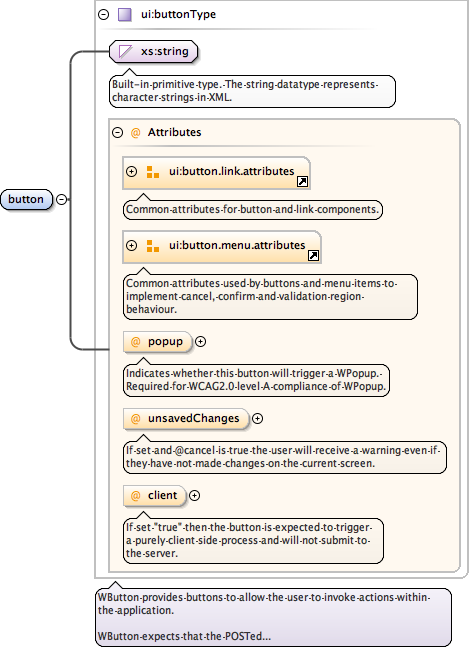 ui:buttonType
xs:string
Built-in primitive type. The string datatype represents
character strings in XML.
@ Attributes
ui:button.link.attributes
Common attributes for button and link components.
ui:button.menu.attributes
Common attributes used by buttons and menu items to
implement cancel, confirm and validation region
behaviour.
button
@ popup
Indicates whether this button will trigger a WPopup.
Required for WCAG2.0 level A compliance of WPopup.
@ unsavedChanges
If set and @cancel is true the user will receive a warning even if
they have not made changes on the current screen.
@ client
If set "true" then the button is expected to trigger
a purely client side process and will not submit to
the server.
WButton provides buttons to allow the user to invoke actions within
the application.
WButton expects that the POSTed...